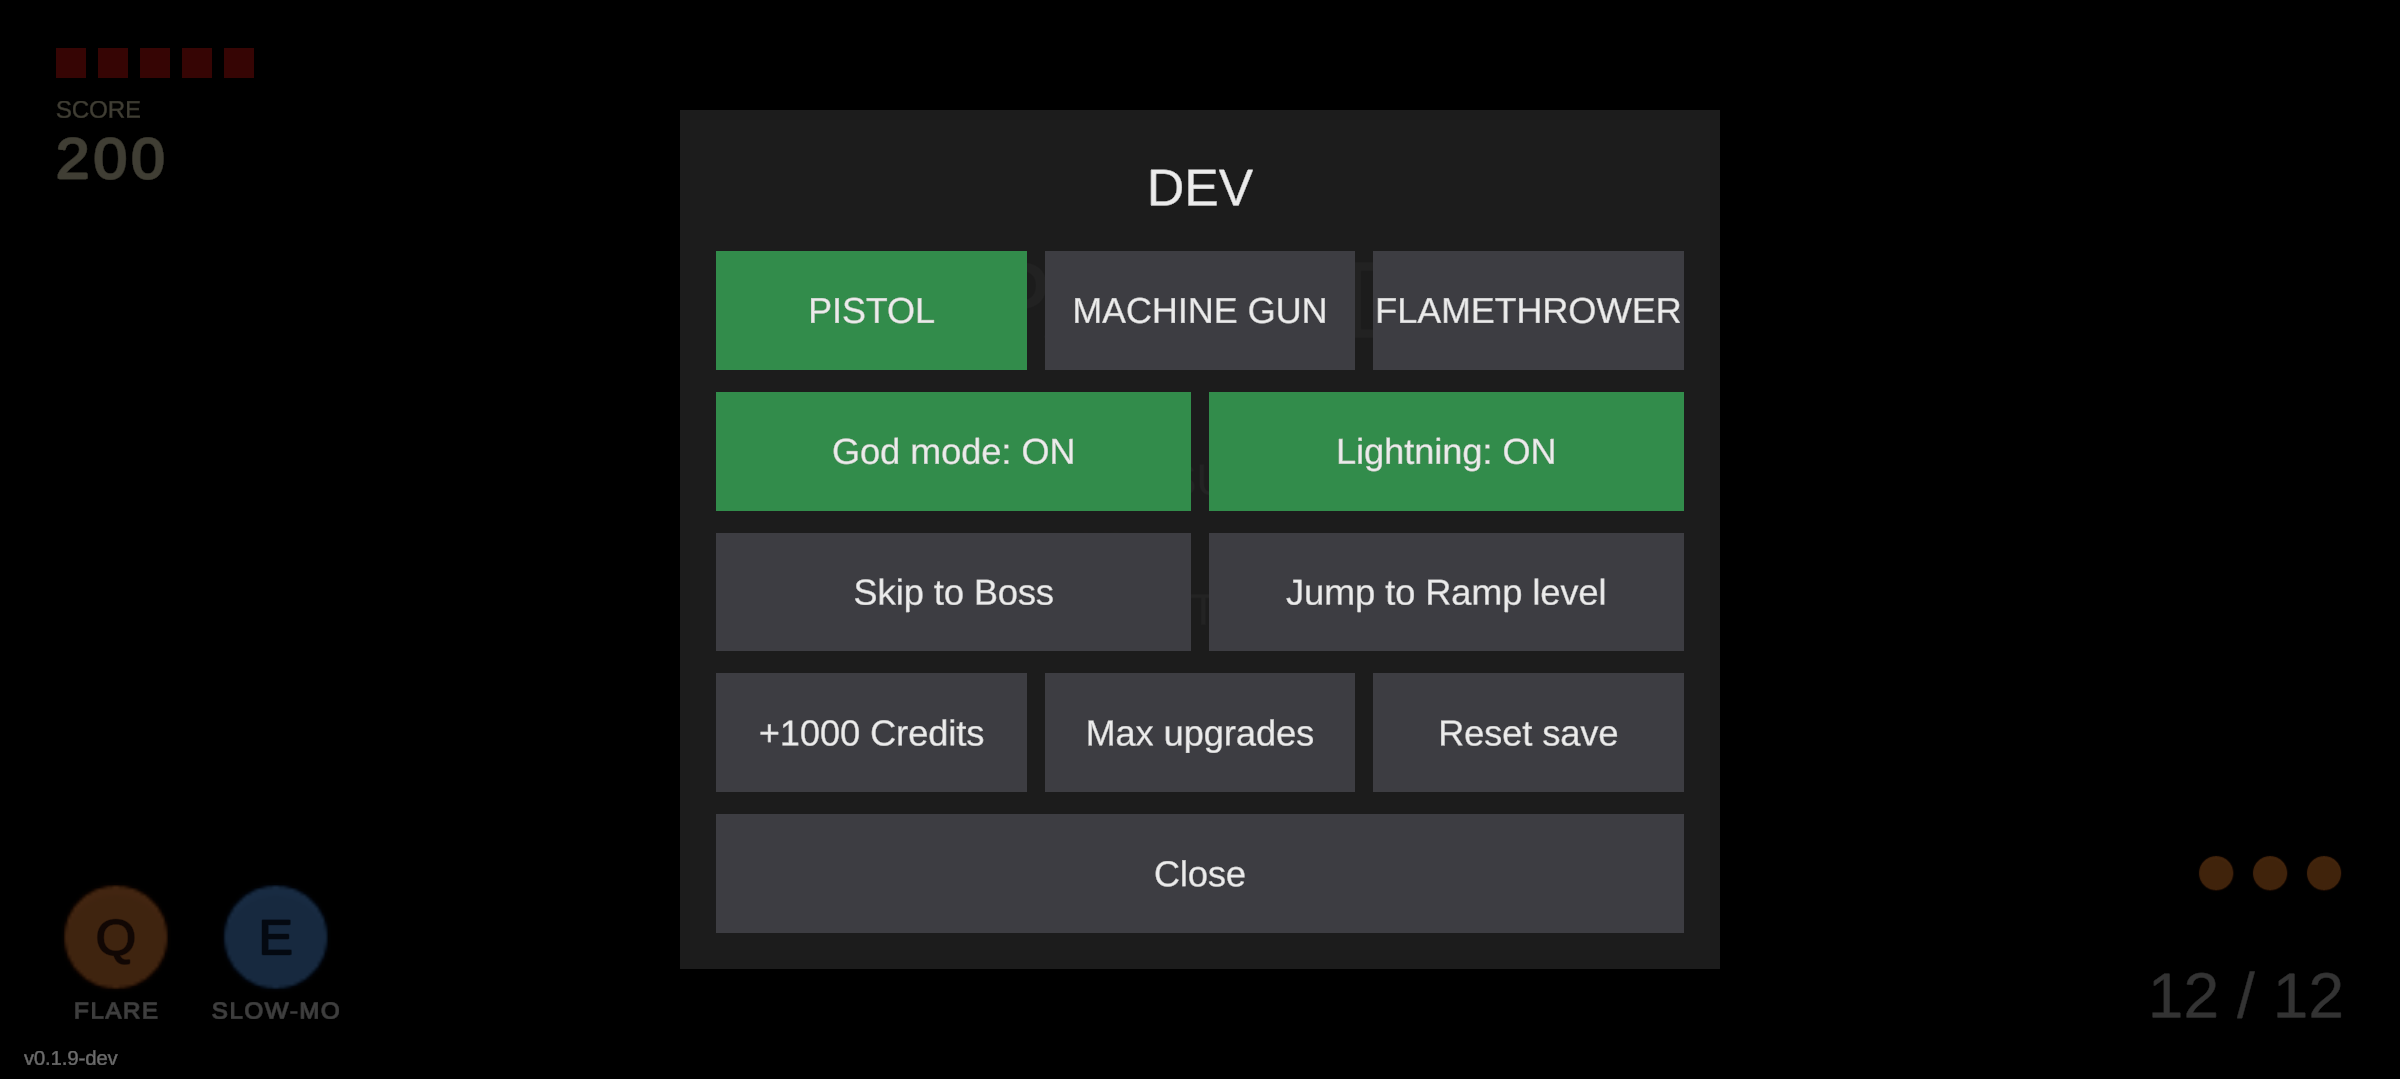 SCORE
200
DEV
PISTOL MACHINE GUN FLAMETHROWER
God mode: ON Lightning: ON
Skip to Boss Jump to Ramp level
+1000 Credits Max upgrades Reset save
Close
Q E
FLARE SLOW-MO
12 / 12
v0.1.9-dev